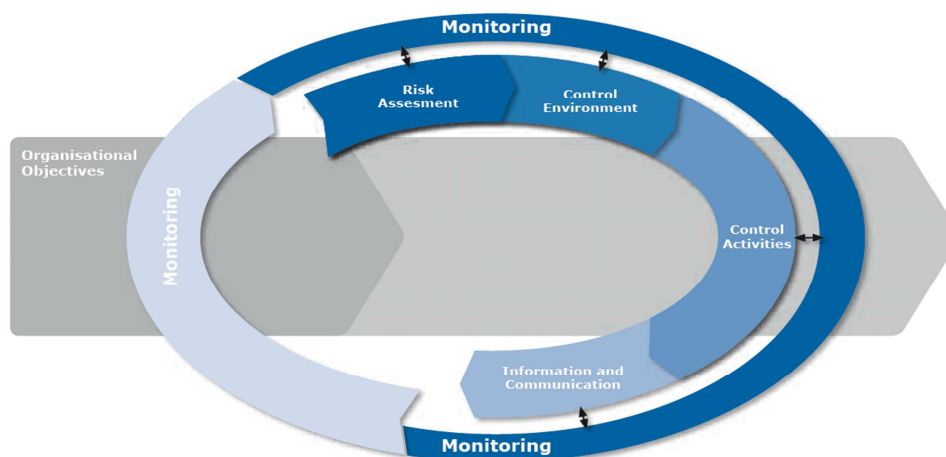 Monitoring
Risk
Assesment
Control
Environment
Organisational
Objectives
Monitoring
Control
Activities
Information and
Communication
Monitoring